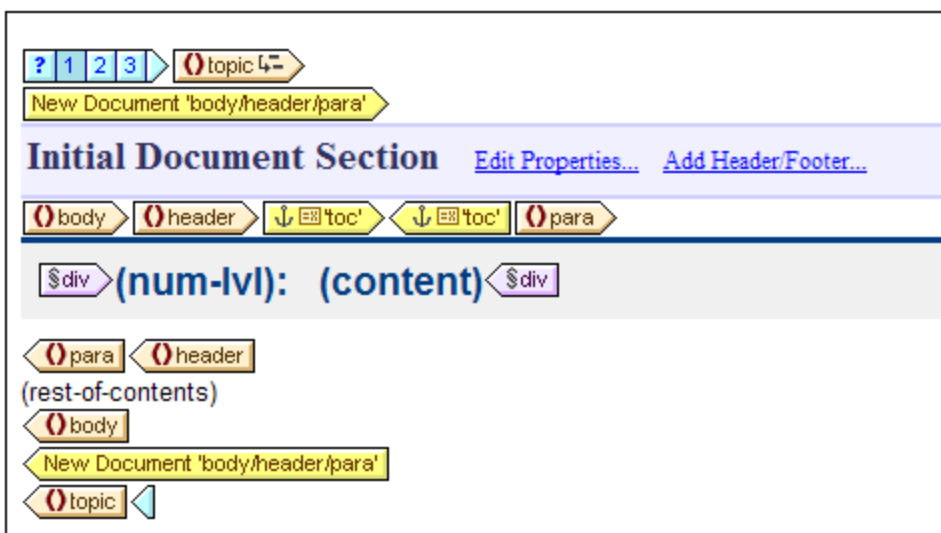 ? 1 2 3 ()topic
New Document 'body/header/para'
Initial Document Section Edit Properties... Add Header/Footer...
()body ()header 'toc' 'toc' ()para
§div (num-lvl): (content) §div
()para ()header
(rest-of-contents)
()body
New Document 'body/header/para'
()topic